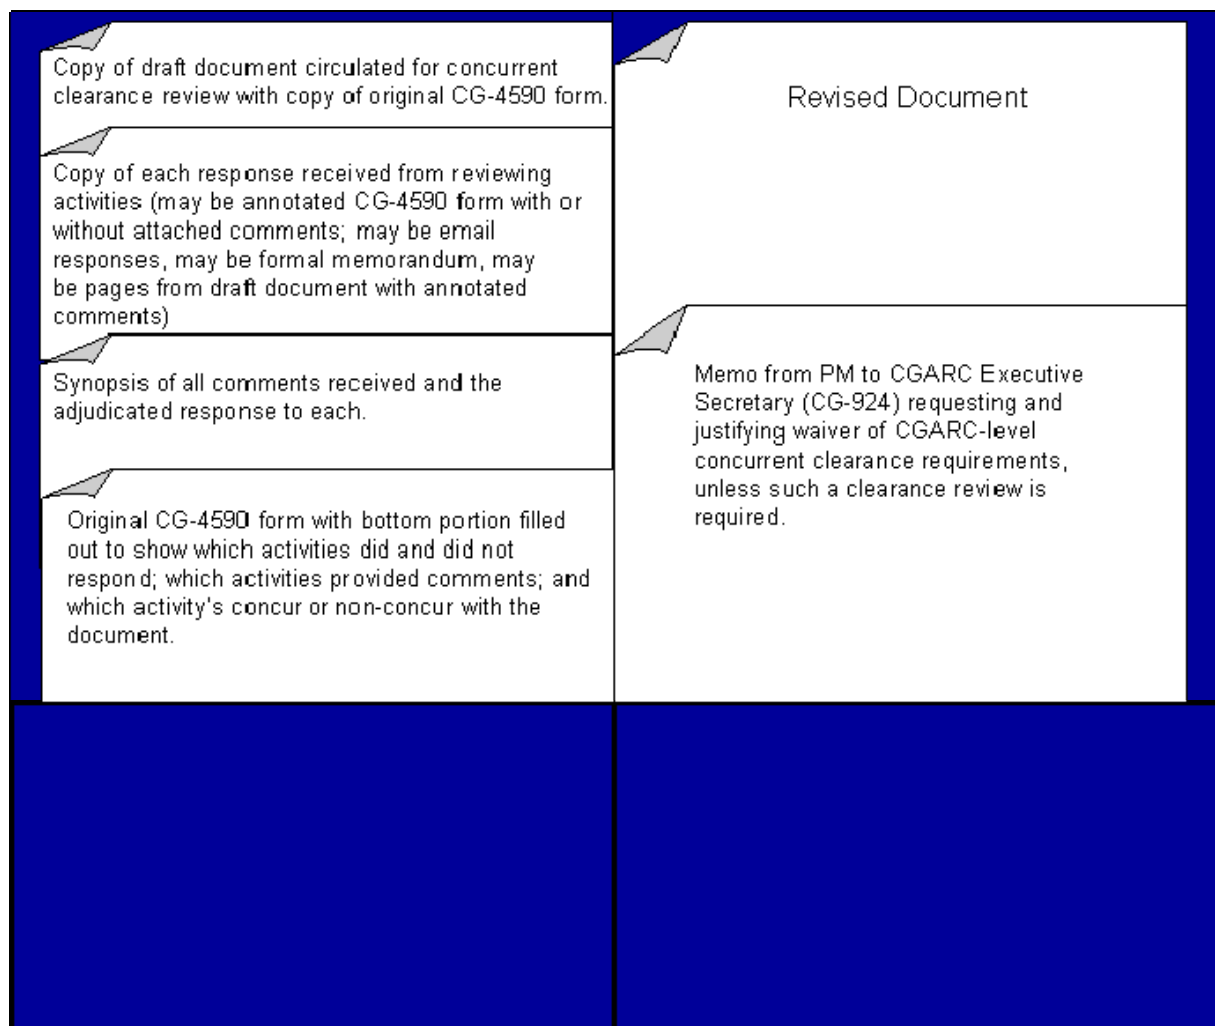 Copy of draft document circulated for concurrent
clearance review with copy of original CG-4590 form.
Copy of each response received from reviewing
activities (may be annotated CG-4590 form with or
without attached comments; may be email
responses, may be formal memorandum, may
be pages from draft document with annotated
comments)
Synopsis of all comments received and the
adjudicated response to each.
Original CG-4590 form with bottom portion filled
out to show which activities did and did not
respond; which activities provided comments; and
which activity's concur or non-concur with the
document.
Revised Document
Memo from PM to CGARC Executive
Secretary (CG-924) requesting and
justifying waiver of CGARC-level
concurrent clearance requirements,
unless such a clearance review is
required.